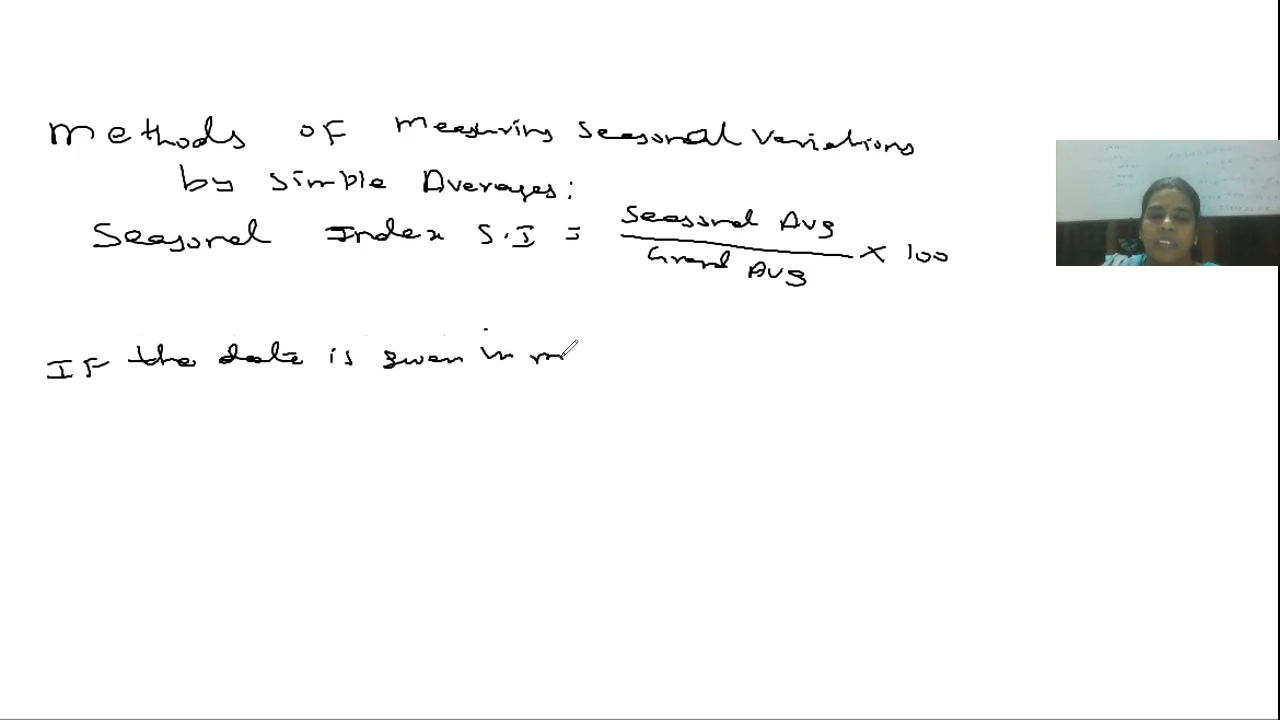 Methods OF Measuring Seasonal Variations
by Simple Averages:
Seasonal Index S.I = Seasonal Avg / Grand Avg × 100
IF the data is given in m